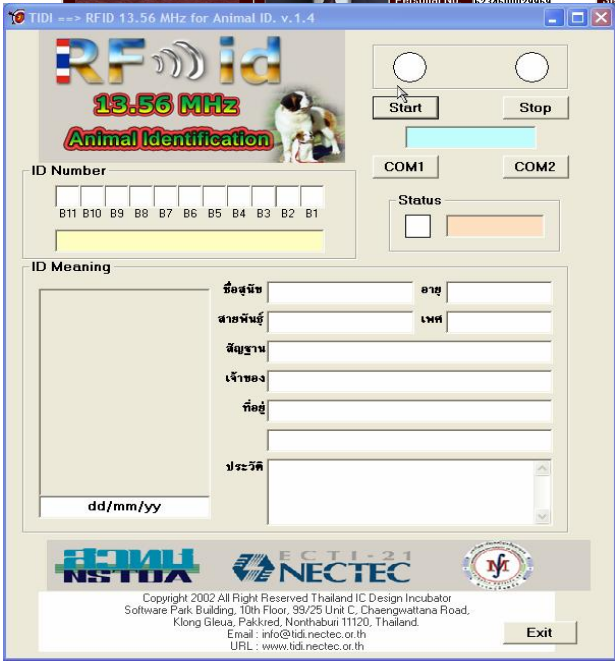 TIDI ==> RFID 13.56 MHz for Animal ID. v.1.4
RF id
13.56 MHz
Animal Identification
Start
Stop
COM1
COM2
ID Number
B11 B10 B9 B8 B7 B6 B5 B4 B3 B2 B1
Status
ID Meaning
ชื่อสุนัข
อายุ
สายพันธุ์
เพศ
สัญฐาน
เจ้าของ
ที่อยู่
ประวัติ
dd/mm/yy
สวทช
NSTDA
ECTI-21
NECTEC
Copyright 2002 All Right Reserved Thailand IC Design Incubator
Software Park Building, 10th Floor, 99/25 Unit C, Chaengwattana Road,
Klong Gleua, Pakkred, Nonthaburi 11120, Thailand.
Email : info@tidi.nectec.or.th
URL : www.tidi.nectec.or.th
Exit